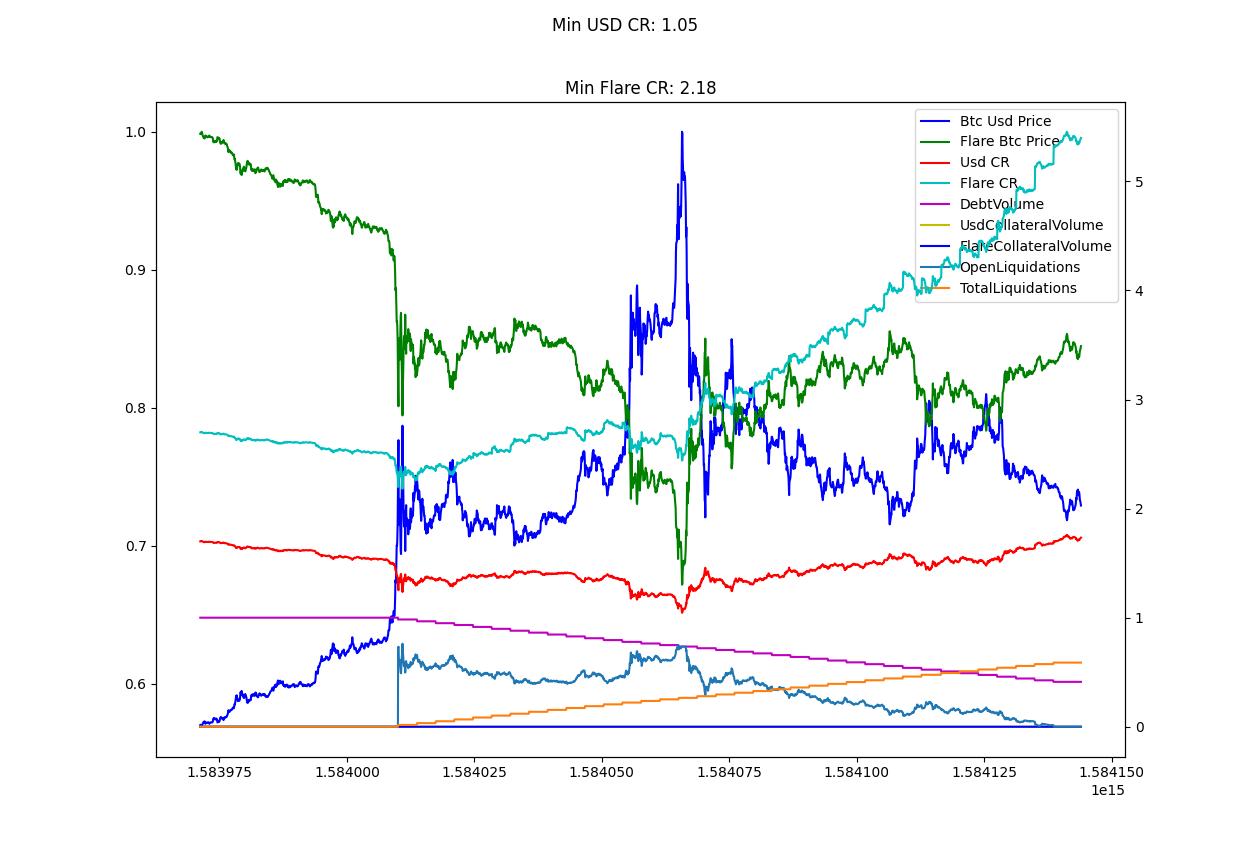 Min USD CR: 1.05
Min Flare CR: 2.18
Btc Usd Price
Flare Btc Price
Usd CR
Flare CR
DebtVolume
UsdCollateralVolume
FlareCollateralVolume
OpenLiquidations
TotalLiquidations
1.0
0.9
0.8
0.7
0.6
5
4
3
2
1
0
1.583975 1.584000 1.584025 1.584050 1.584075 1.584100 1.584125 1.584150
1e15